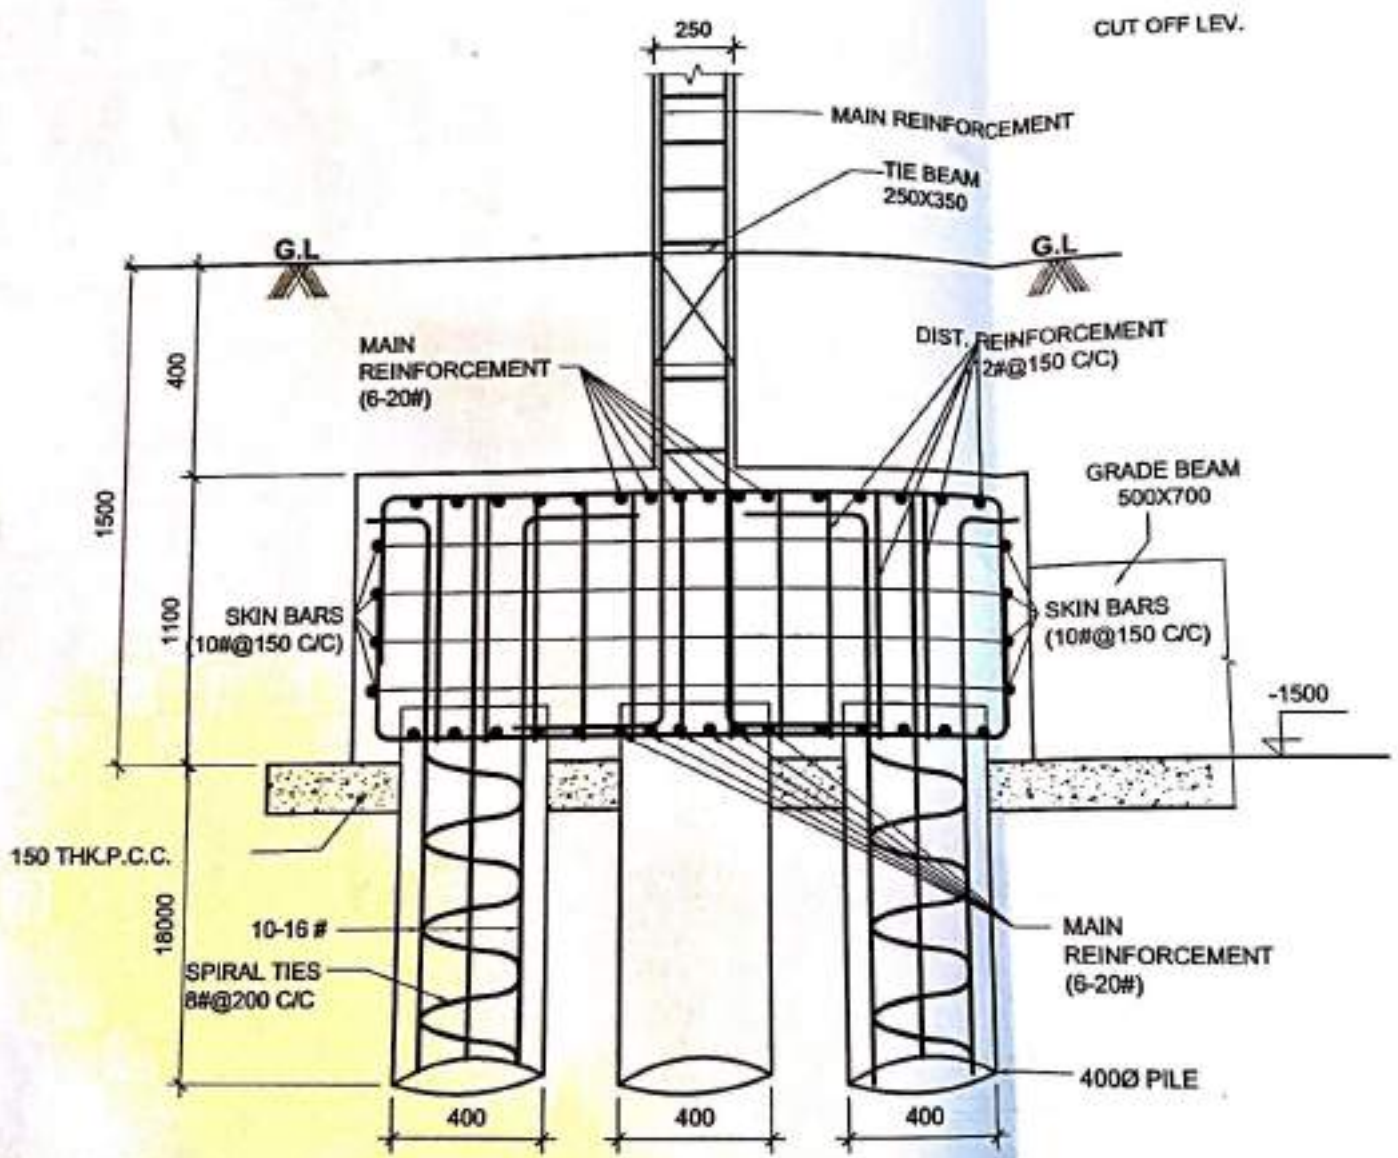 250
CUT OFF LEV.
MAIN REINFORCEMENT
TIE BEAM
250X350
G.L
G.L
MAIN
REINFORCEMENT
(6-20#)
DIST. REINFORCEMENT
2#@150 C/C)
400
GRADE BEAM
500X700
1500
1100
SKIN BARS
(10#@150 C/C)
SKIN BARS
(10#@150 C/C)
-1500
150 THK.P.C.C.
18000
10-16 #
SPIRAL TIES
8#@200 C/C
MAIN
REINFORCEMENT
(6-20#)
400Ø PILE
400
400
400